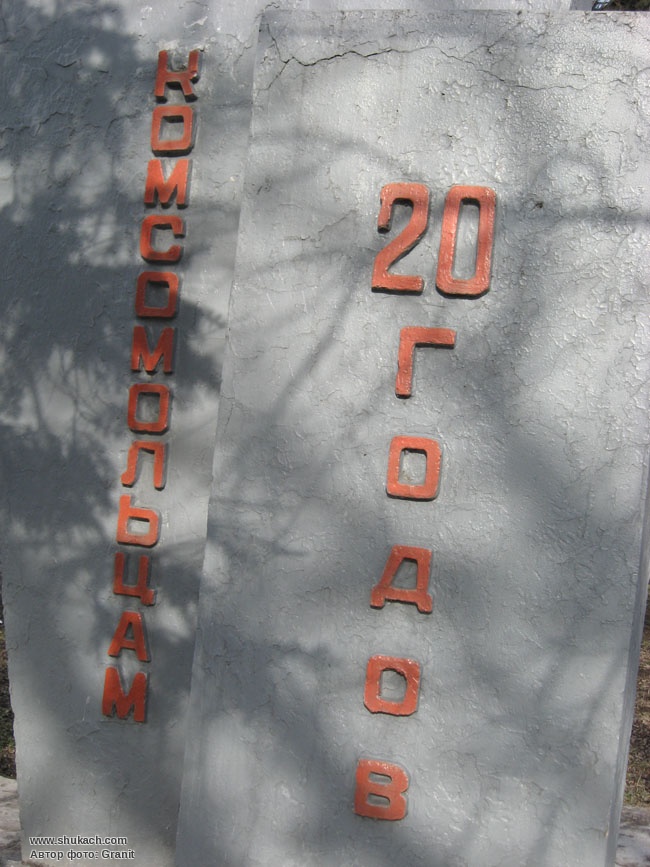 КОМСОМОЛЬЦАМ
20
ГОДОВ
www.shukach.com
Автор фото: Granit